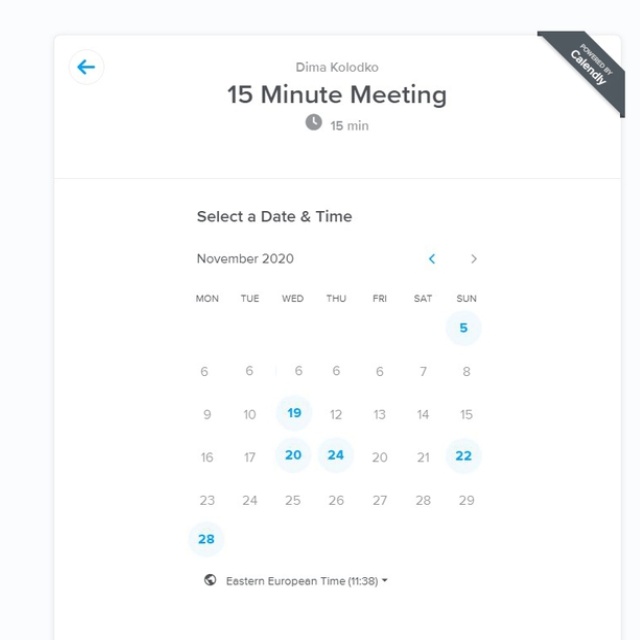 POWERED BY
Calendly
Dima Kolodko
15 Minute Meeting
15 min
Select a Date & Time
November 2020
MON TUE WED THU FRI SAT SUN
5
6 6 6 6 6 7 8
9 10 19 12 13 14 15
16 17 20 24 20 21 22
23 24 25 26 27 28 29
28
Eastern European Time (11:38)